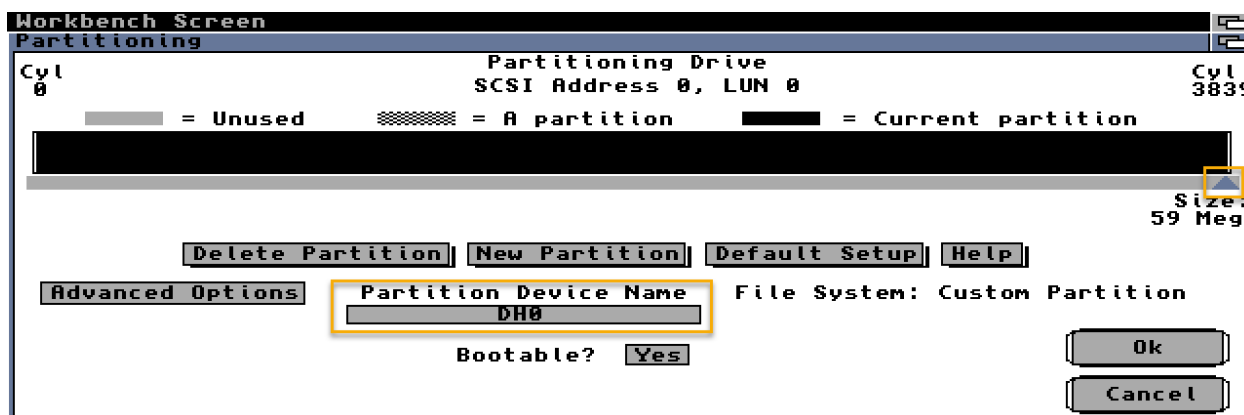 Workbench Screen
Partitioning
Partitioning Drive
Cyl
0
SCSI Address 0, LUN 0
Cyl
3839
= Unused
= A partition
= Current partition
Size:
59 Meg
Delete Partition
New Partition
Default Setup
Help
Advanced Options
Partition Device Name
File System: Custom Partition
DH0
Bootable?
Yes
Ok
Cancel